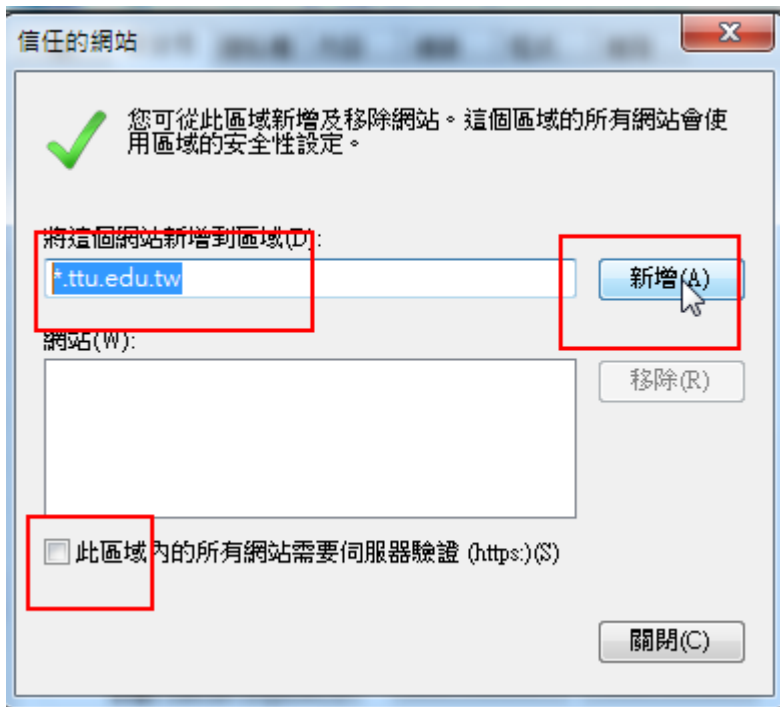 信任的網站
您可從此區域新增及移除網站。這個區域的所有網站會使
用區域的安全性設定。
將這個網站新增到區域(D):
*.ttu.edu.tw
新增(A)
網站(W):
移除(R)
此區域內的所有網站需要伺服器驗證 (https:)(S)
關閉(C)